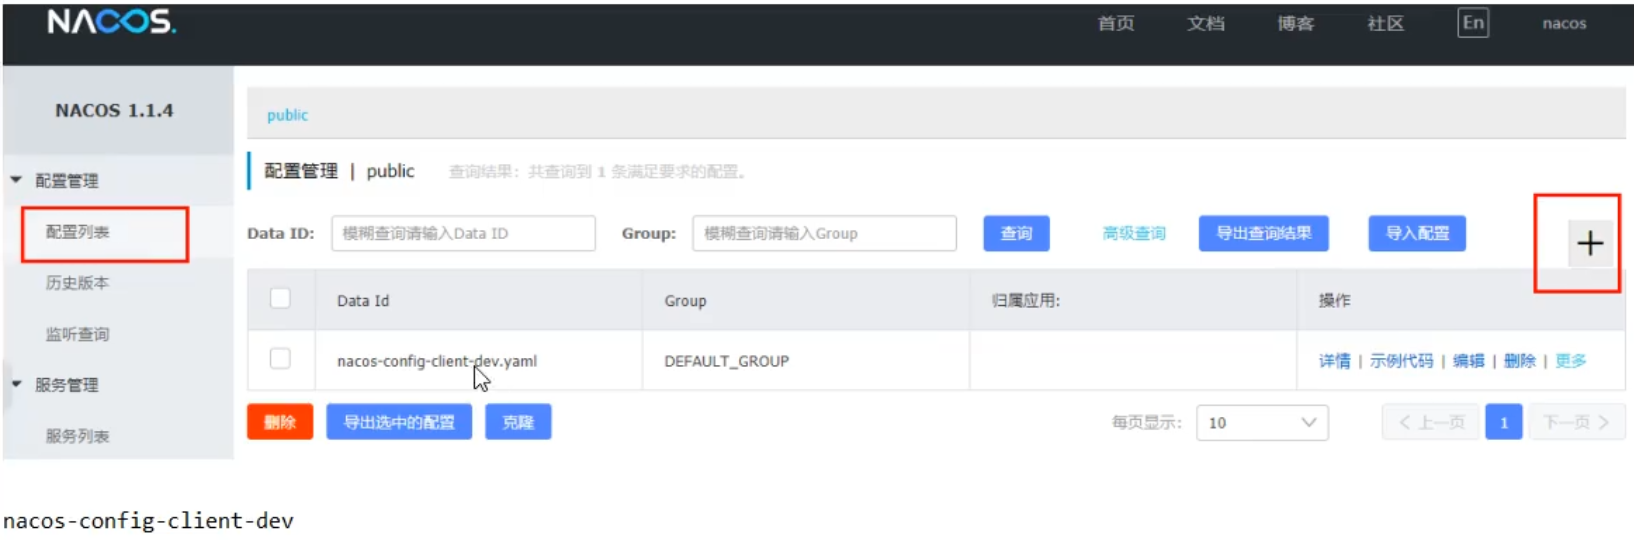 NACOS.
首页 文档 博客 社区 En nacos
NACOS 1.1.4
public
配置管理
配置管理 | public 查询结果：共查询到 1 条满足要求的配置。
配置列表
Data ID: 模糊查询请输入Data ID Group: 模糊查询请输入Group 查询 高级查询 导出查询结果 导入配置 +
历史版本
Data Id Group 归属应用: 操作
监听查询
nacos-config-client-dev.yaml DEFAULT_GROUP 详情 | 示例代码 | 编辑 | 删除 | 更多
服务管理
服务列表
删除 导出选中的配置 克隆 每页显示: 10 < 上一页 1 下一页 >
nacos-config-client-dev